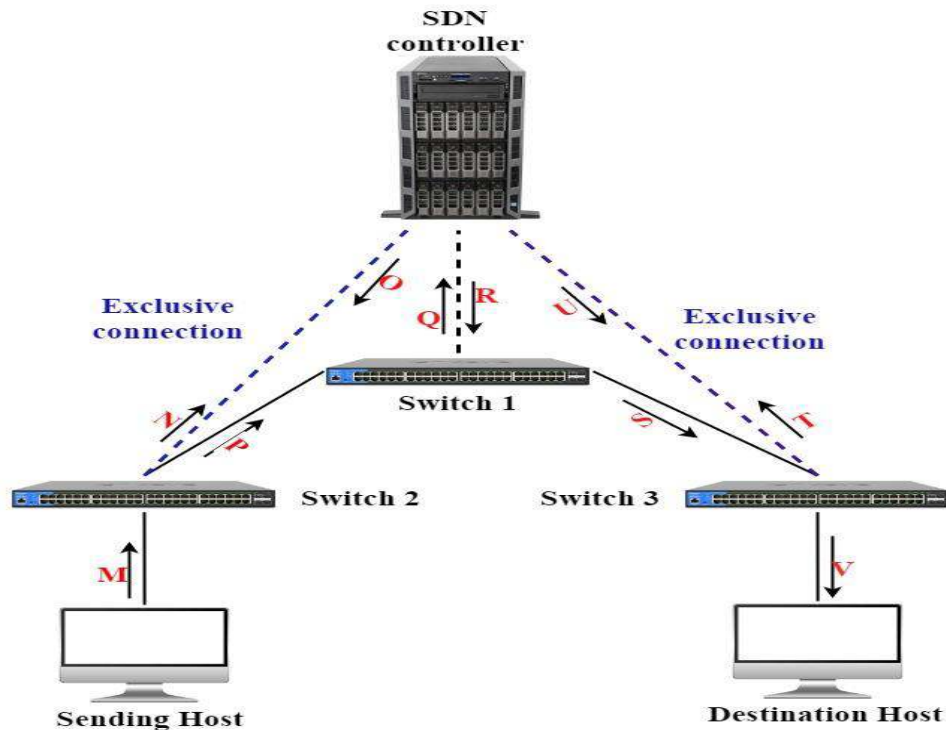 SDN
controller
O
Q
R
U
Exclusive
connection
Exclusive
connection
Switch 1
N
P
S
T
Switch 2
Switch 3
M
V
Sending Host
Destination Host